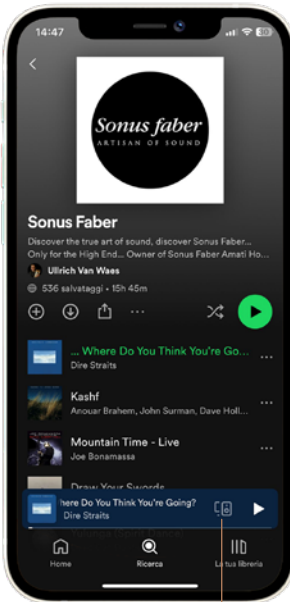 14:47
30
Sonus faber
ARTISAN OF SOUND
Sonus Faber
Discover the true art of sound, discover Sonus Faber...
Only for the High End... Owner of Sonus Faber Amati Ho...
Ullrich Van Waes
536 salvataggi • 15h 45m
... Where Do You Think You're Go...
Dire Straits
Kashf
Anouar Brahem, John Surman, Dave Holl...
Mountain Time - Live
Joe Bonamassa
Draw Your Swords
here Do You Think You're Going?
Dire Straits
Home
Ricerca
La tua libreria